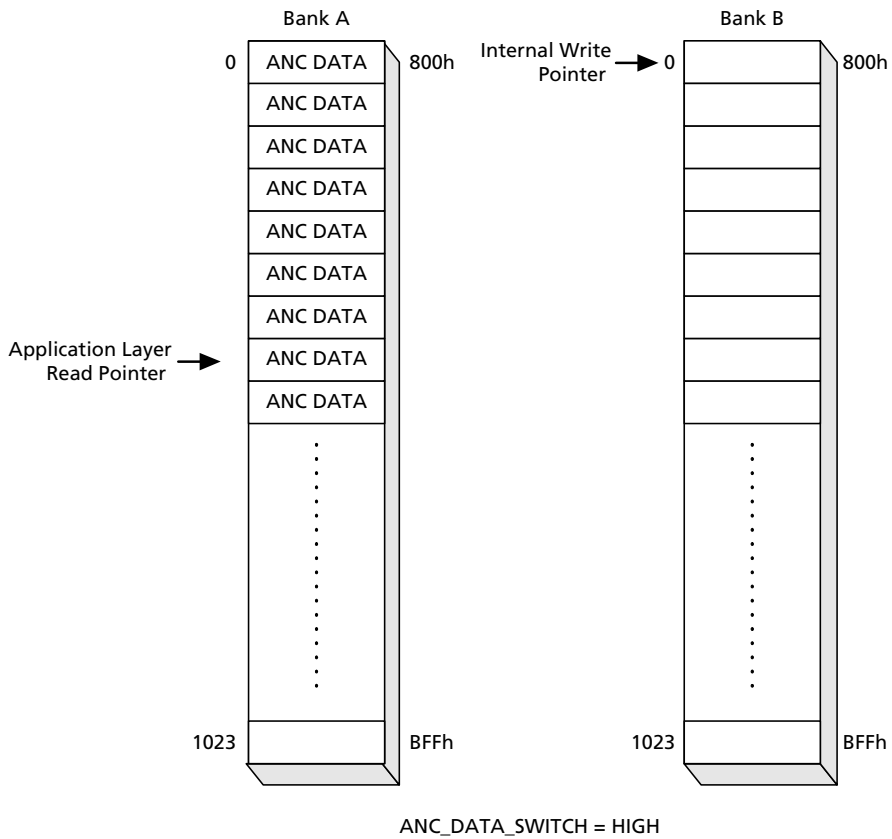 Bank A
0
ANC DATA
800h
ANC DATA
ANC DATA
ANC DATA
ANC DATA
ANC DATA
ANC DATA
Application Layer
Read Pointer
ANC DATA
ANC DATA
1023
BFFh
Bank B
Internal Write
Pointer
0
800h
1023
BFFh
ANC_DATA_SWITCH = HIGH